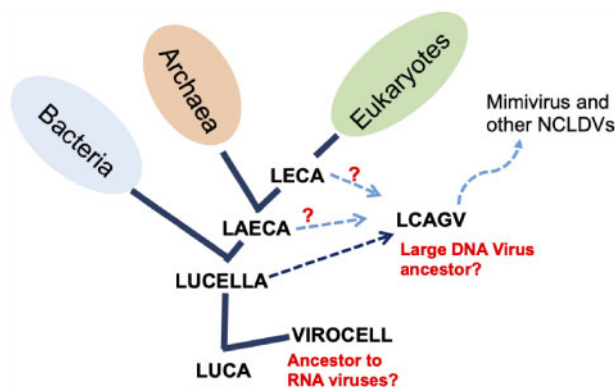 Bacteria
Archaea
Eukaryotes
Mimivirus and
other NCLDVs
LECA
?
?
LAECA
LCAGV
Large DNA Virus
ancestor?
LUCELLA
VIROCELL
LUCA
Ancestor to
RNA viruses?